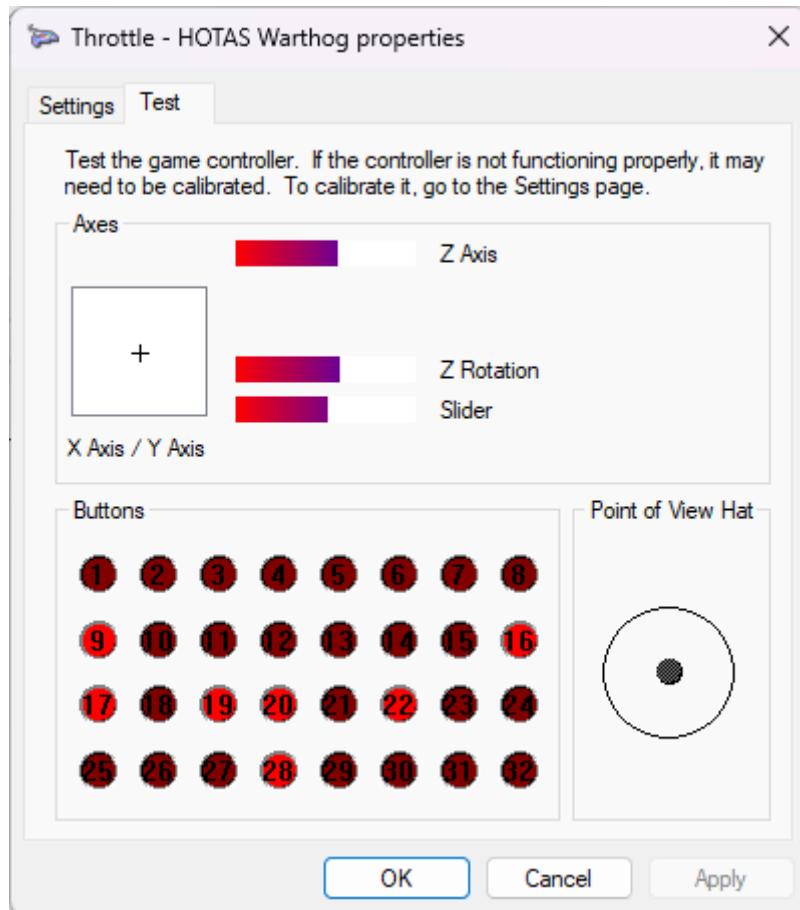 Throttle - HOTAS Warthog properties
Settings Test
Test the game controller. If the controller is not functioning properly, it may
need to be calibrated. To calibrate it, go to the Settings page.
Axes
Z Axis
Z Rotation
Slider
X Axis / Y Axis
Buttons
1 2 3 4 5 6 7 8
9 10 11 12 13 14 15 16
17 18 19 20 21 22 23 24
25 26 27 28 29 30 31 32
Point of View Hat
OK Cancel Apply